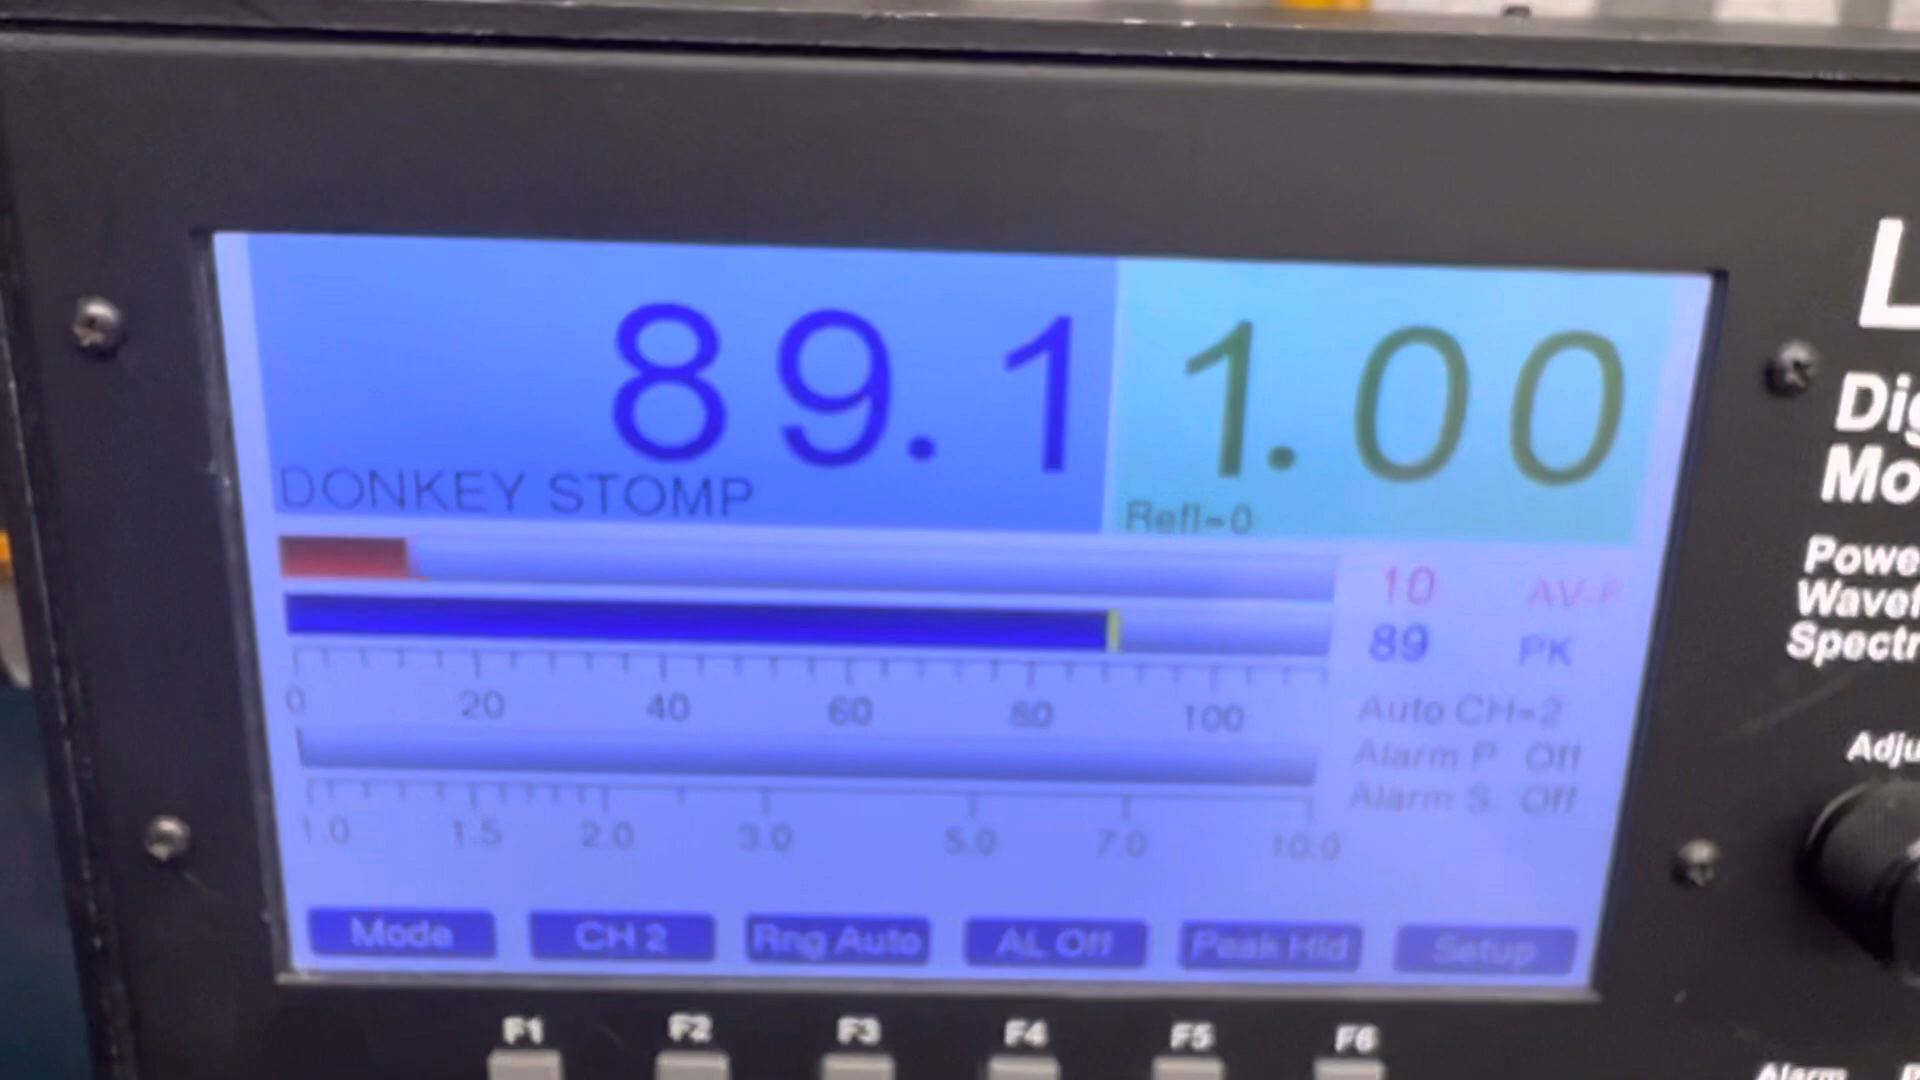 89.1 1.00
DONKEY STOMP
Refl=0
10
89 PK
0 20 40 60 80 100
Auto CH=2
Alarm P Off
Alarm S Off
1.0 1.5 2.0 3.0 5.0 7.0 10.0
Mode CH 2 Rng Auto AL Off Peak Hld Setup
F1 F2 F3 F4 F5 F6
L
Dig
Mo
Powe
Wavef
Spectr
Adju
Alarm